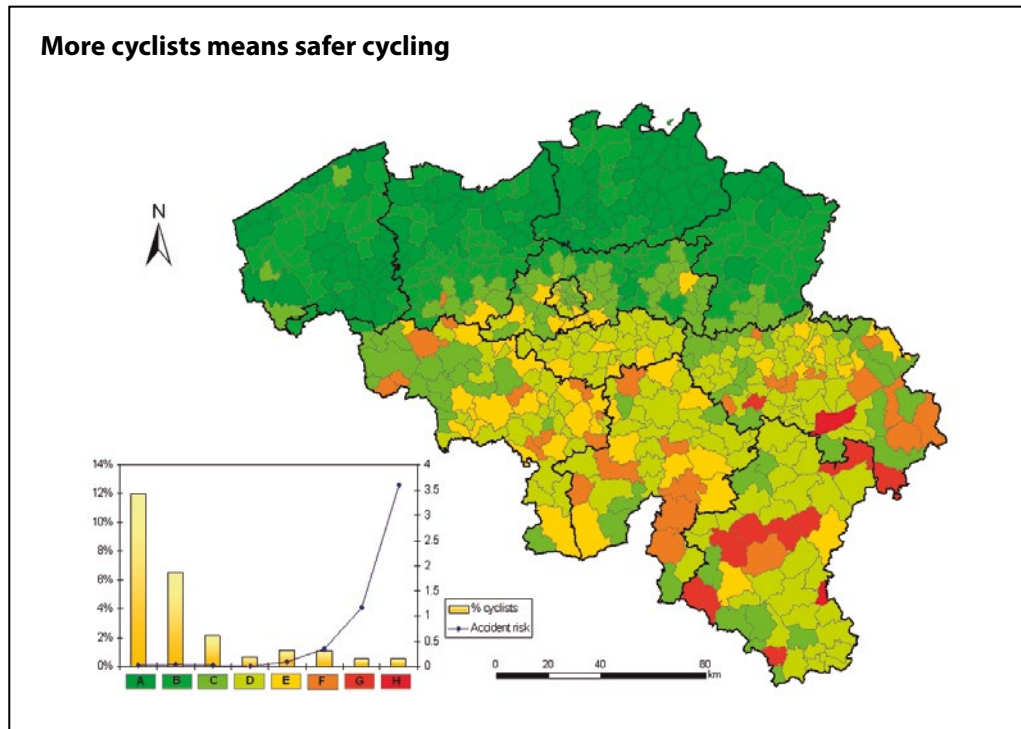 More cyclists means safer cycling
N
14%
12%
10%
8%
6%
4%
2%
0%
4
3.5
3
2.5
2
1.5
1
0.5
0
% cyclists
Accident risk
A B C D E F G H
0 20 40 80
km